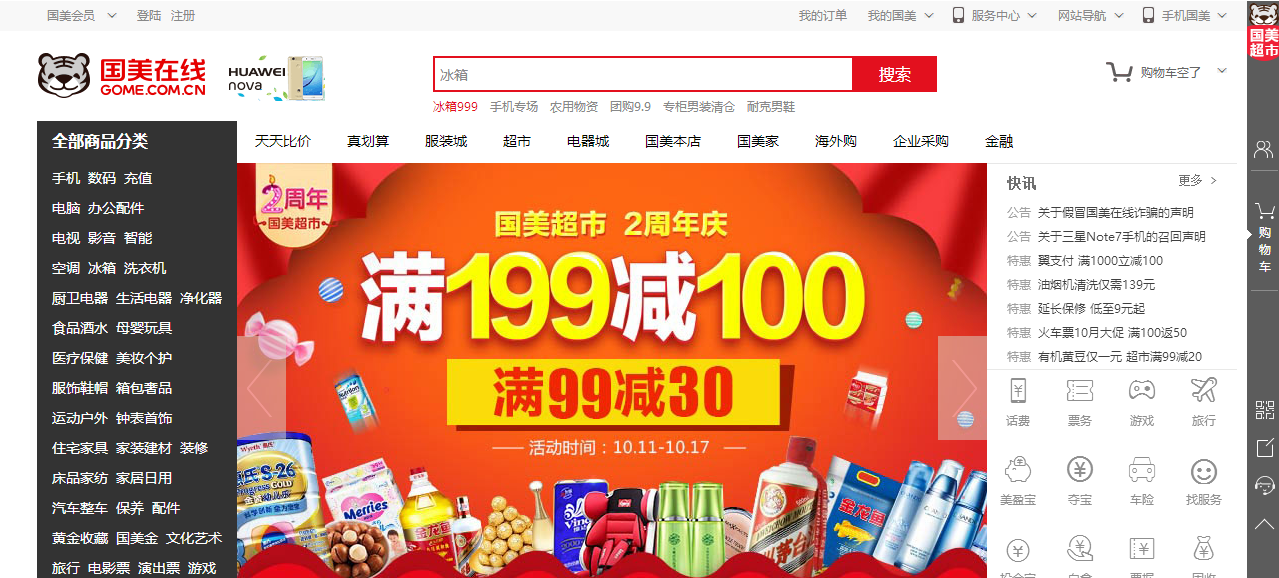 国美会员 登陆 注册 我的订单 我的国美 服务中心 网站导航 手机国美
国美超市
国美在线
GOME.COM.CN
HUAWEI
nova
冰箱 搜索
购物车空了
冰箱999 手机专场 农用物资 团购9.9 专柜男装清仓 耐克男鞋
全部商品分类 天天比价 真划算 服装城 超市 电器城 国美本店 国美家 海外购 企业采购 金融
手机 数码 充值
电脑 办公配件
电视 影音 智能
空调 冰箱 洗衣机
厨卫电器 生活电器 净化器
食品酒水 母婴玩具
医疗保健 美妆个护
服饰鞋帽 箱包奢品
运动户外 钟表首饰
住宅家具 家装建材 装修
床品家纺 家居日用
汽车整车 保养 配件
黄金收藏 国美金 文化艺术
旅行 电影票 演出票 游戏
2周年
国美超市
国美超市 2周年庆
满199减100
满99减30
活动时间：10.11-10.17
Wyeth
S-26
Merries
金龙鱼
Vinda
金龙鱼
快讯 更多
公告 关于假冒国美在线诈骗的声明
公告 关于三星Note7手机的召回声明
特惠 翼支付 满1000立减100
特惠 油烟机清洗仅需139元
特惠 延长保修 低至9元起
特惠 火车票10月大促 满100返50
特惠 有机黄豆仅一元 超市满99减20
话费 票务 游戏 旅行
美盈宝 夺宝 车险 找服务
购物车